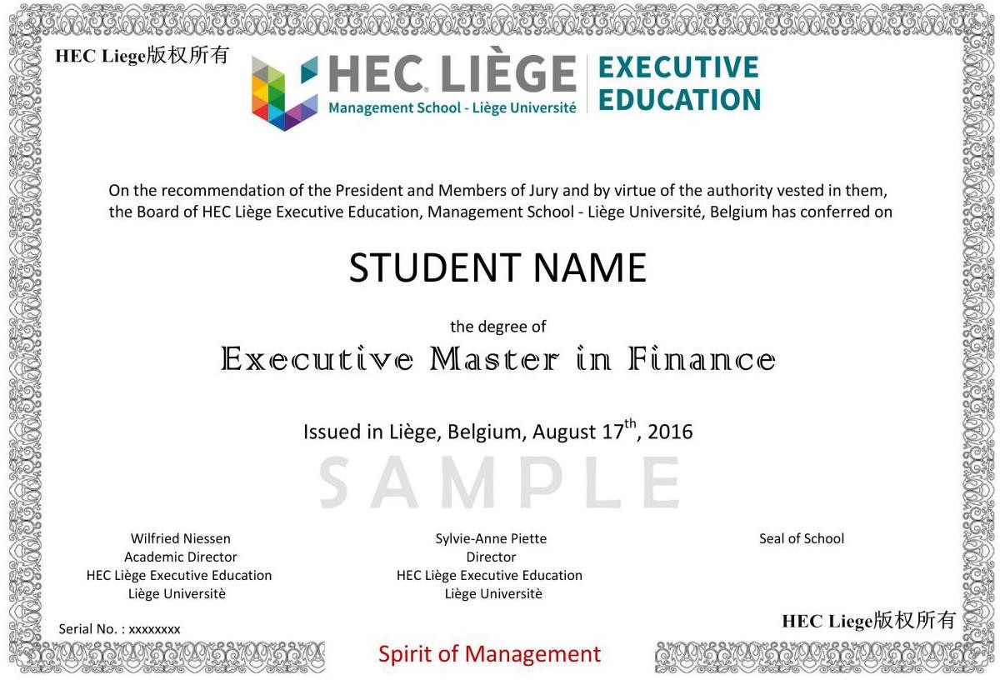 HEC Liege版权所有
HEC LIÈGE
Management School - Liège Université
EXECUTIVE
EDUCATION
On the recommendation of the President and Members of Jury and by virtue of the authority vested in them,
the Board of HEC Liège Executive Education, Management School - Liège Université, Belgium has conferred on
STUDENT NAME
the degree of
Executive Master in Finance
Issued in Liège, Belgium, August 17th, 2016
SAMPLE
Wilfried Niessen
Academic Director
HEC Liège Executive Education
Liège Universitè
Sylvie-Anne Piette
Director
HEC Liège Executive Education
Liège Universitè
Seal of School
HEC Liege版权所有
Serial No. : xxxxxxxx
Spirit of Management